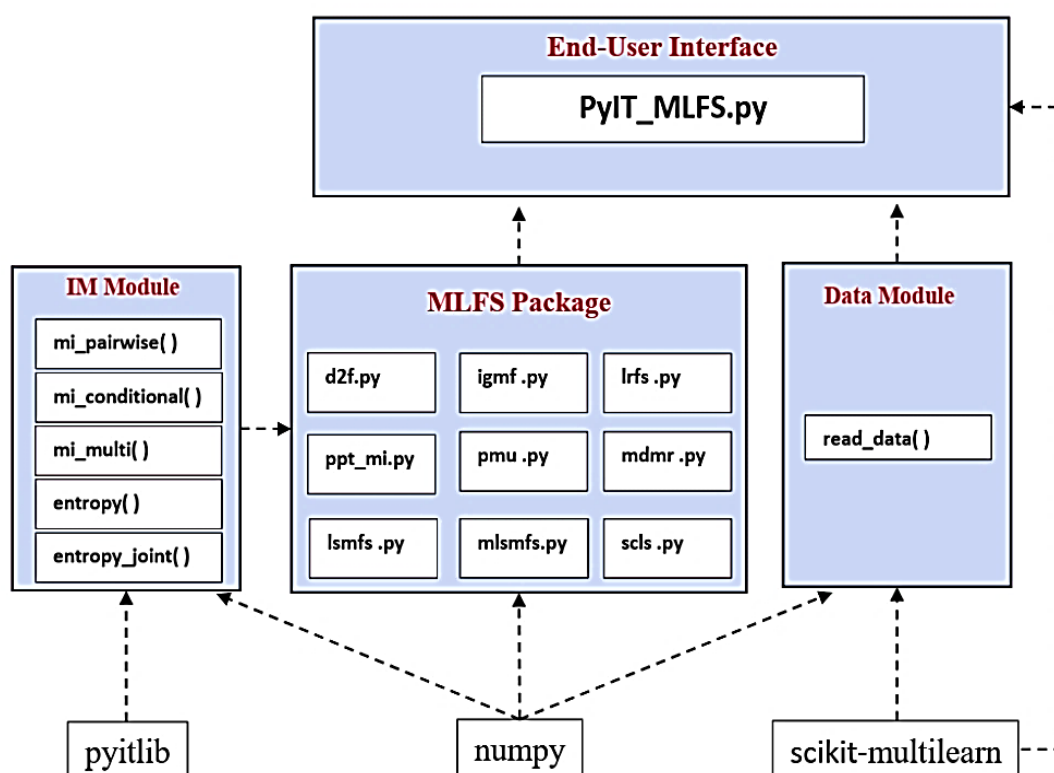 End-User Interface
PyIT_MLFS.py
IM Module
mi_pairwise( )
mi_conditional( )
mi_multi( )
entropy( )
entropy_joint( )
MLFS Package
d2f.py
igmf .py
lrfs .py
ppt_mi.py
pmu .py
mdmr .py
lsmfs .py
mlsmfs.py
scls .py
Data Module
read_data( )
pyitlib
numpy
scikit-multilearn